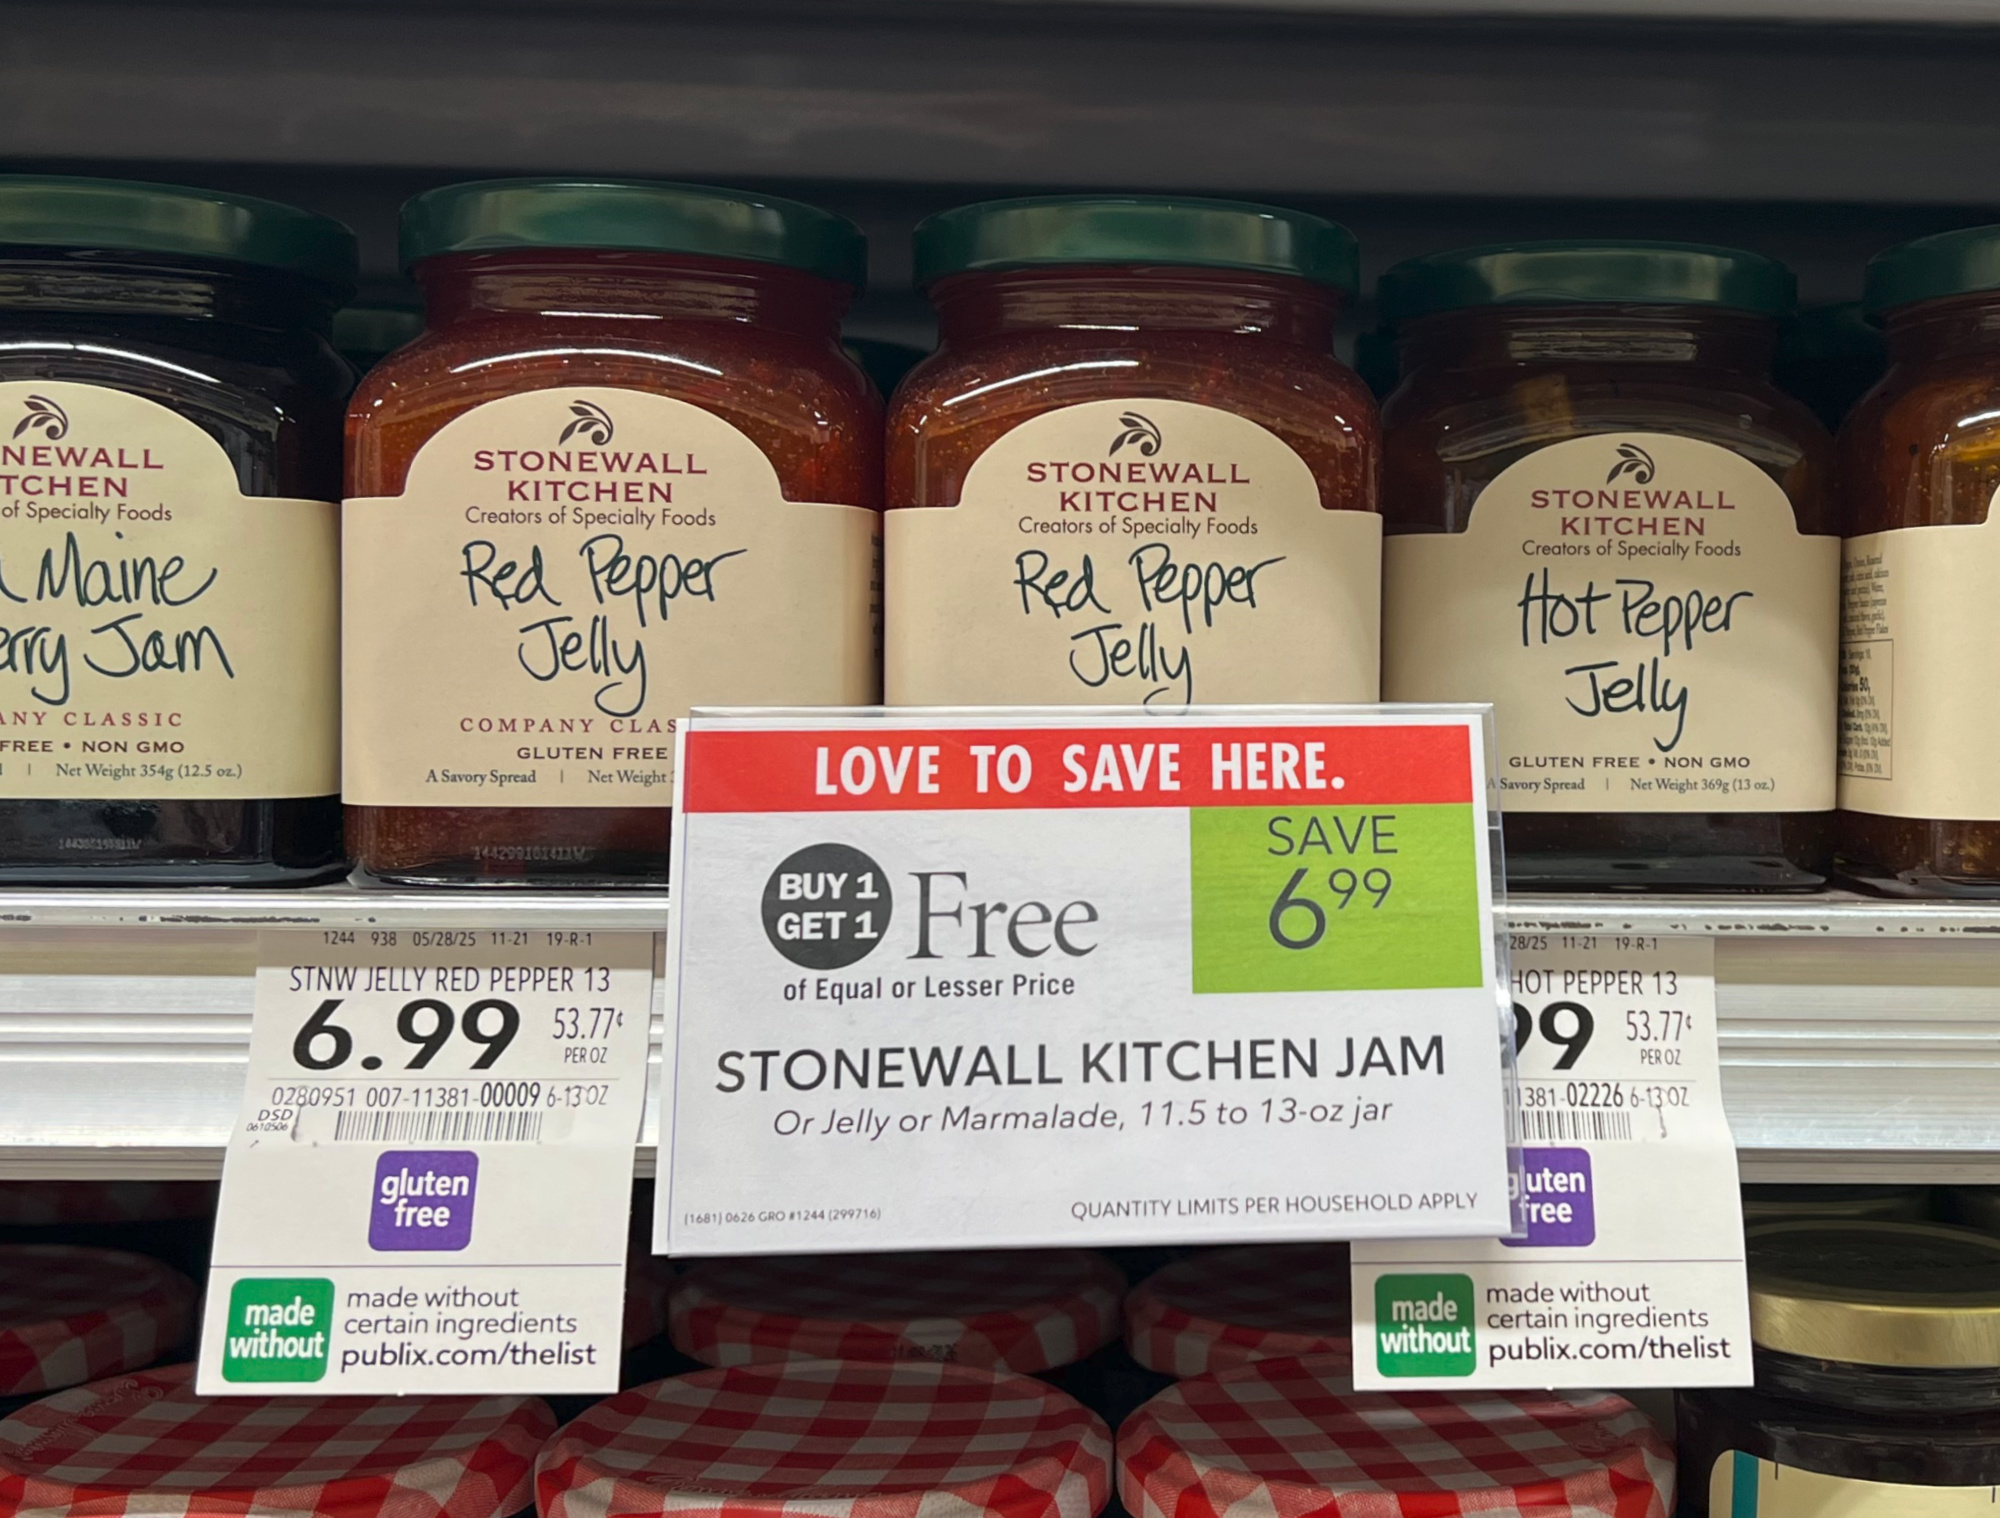 NEWALL
TCHEN
of Specialty Foods
Maine
erry Jam
ANY CLASSIC
FREE • NON GMO
| Net Weight 354g (12.5 oz.)
STONEWALL
KITCHEN
Creators of Specialty Foods
Red Pepper
Jelly
COMPANY CLAS
GLUTEN FREE
A Savory Spread | Net Weight
STONEWALL
KITCHEN
Creators of Specialty Foods
Red Pepper
Jelly
STONEWALL
KITCHEN
Creators of Specialty Foods
Hot Pepper
Jelly
GLUTEN FREE • NON GMO
A Savory Spread | Net Weight 369g (13 oz.)
LOVE TO SAVE HERE.
BUY 1
GET 1
Free
of Equal or Lesser Price
SAVE
6 99
STONEWALL KITCHEN JAM
Or Jelly or Marmalade, 11.5 to 13-oz jar
(1681) 0626 GRO #1244 (299716)
QUANTITY LIMITS PER HOUSEHOLD APPLY
1244 938 05/28/25 11-21 19-R-1
STNW JELLY RED PEPPER 13
6.99
53.77¢
PER OZ
0280951 007-11381-00009 6-13 OZ
DSD
0610506
gluten
free
made
without
made without
certain ingredients
publix.com/thelist
28/25 11-21 19-R-1
HOT PEPPER 13
99
53.77¢
PER OZ
1381-02226 6-13 OZ
gluten
free
made
without
made without
certain ingredients
publix.com/thelist